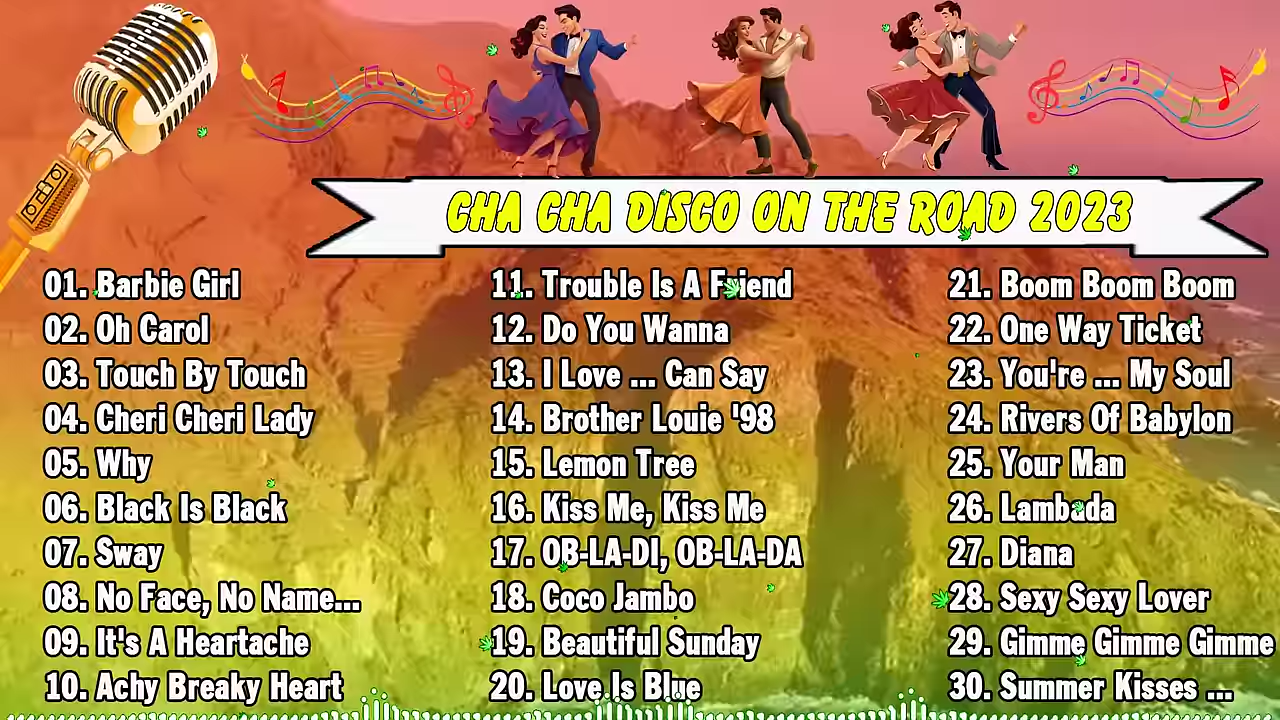 CHA CHA DISCO ON THE ROAD 2023
01. Barbie Girl
02. Oh Carol
03. Touch By Touch
04. Cheri Cheri Lady
05. Why
06. Black Is Black
07. Sway
08. No Face, No Name...
09. It's A Heartache
10. Achy Breaky Heart
11. Trouble Is A Friend
12. Do You Wanna
13. I Love ... Can Say
14. Brother Louie '98
15. Lemon Tree
16. Kiss Me, Kiss Me
17. OB-LA-DI, OB-LA-DA
18. Coco Jambo
19. Beautiful Sunday
20. Love Is Blue
21. Boom Boom Boom
22. One Way Ticket
23. You're ... My Soul
24. Rivers Of Babylon
25. Your Man
26. Lambada
27. Diana
28. Sexy Sexy Lover
29. Gimme Gimme Gimme
30. Summer Kisses ...